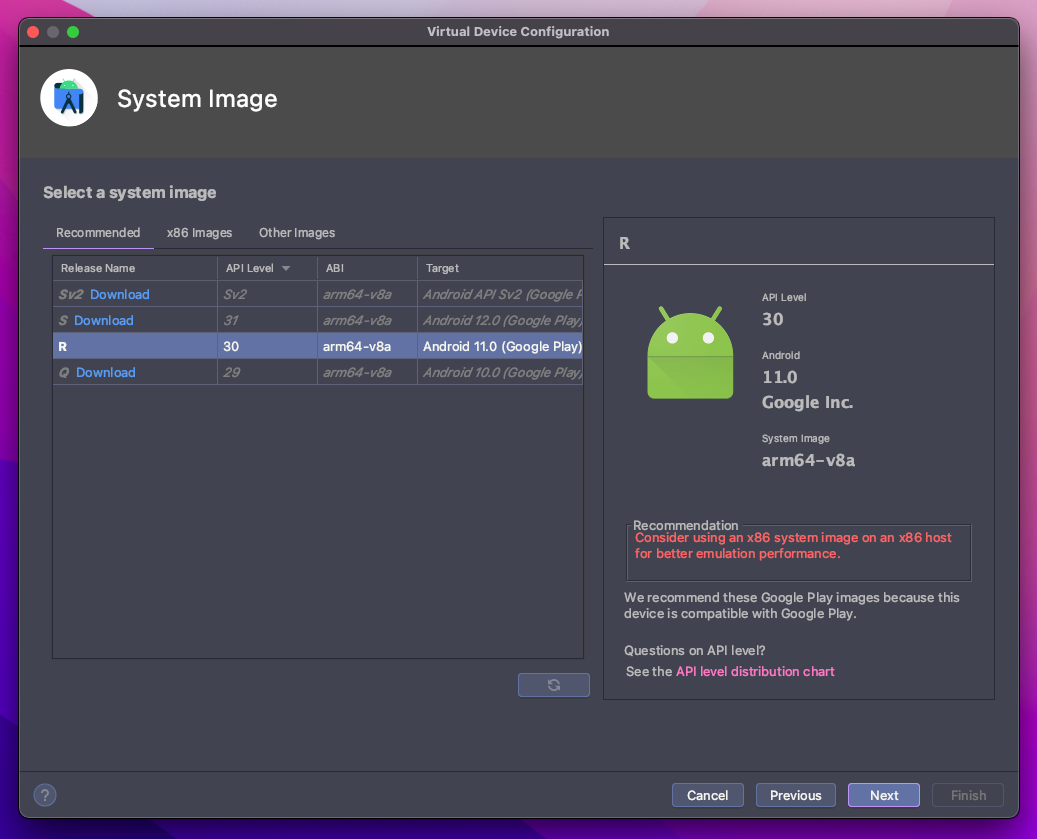 Virtual Device Configuration
System Image
Select a system image
Recommended x86 Images Other Images
Release Name API Level ABI Target
Sv2 Download Sv2 arm64-v8a Android API Sv2 (Google P
S Download 31 arm64-v8a Android 12.0 (Google Play)
R 30 arm64-v8a Android 11.0 (Google Play)
Q Download 29 arm64-v8a Android 10.0 (Google Play)
R
API Level
30
Android
11.0
Google Inc.
System Image
arm64-v8a
Recommendation
Consider using an x86 system image on an x86 host
for better emulation performance.
We recommend these Google Play images because this
device is compatible with Google Play.
Questions on API level?
See the API level distribution chart
? Cancel Previous Next Finish